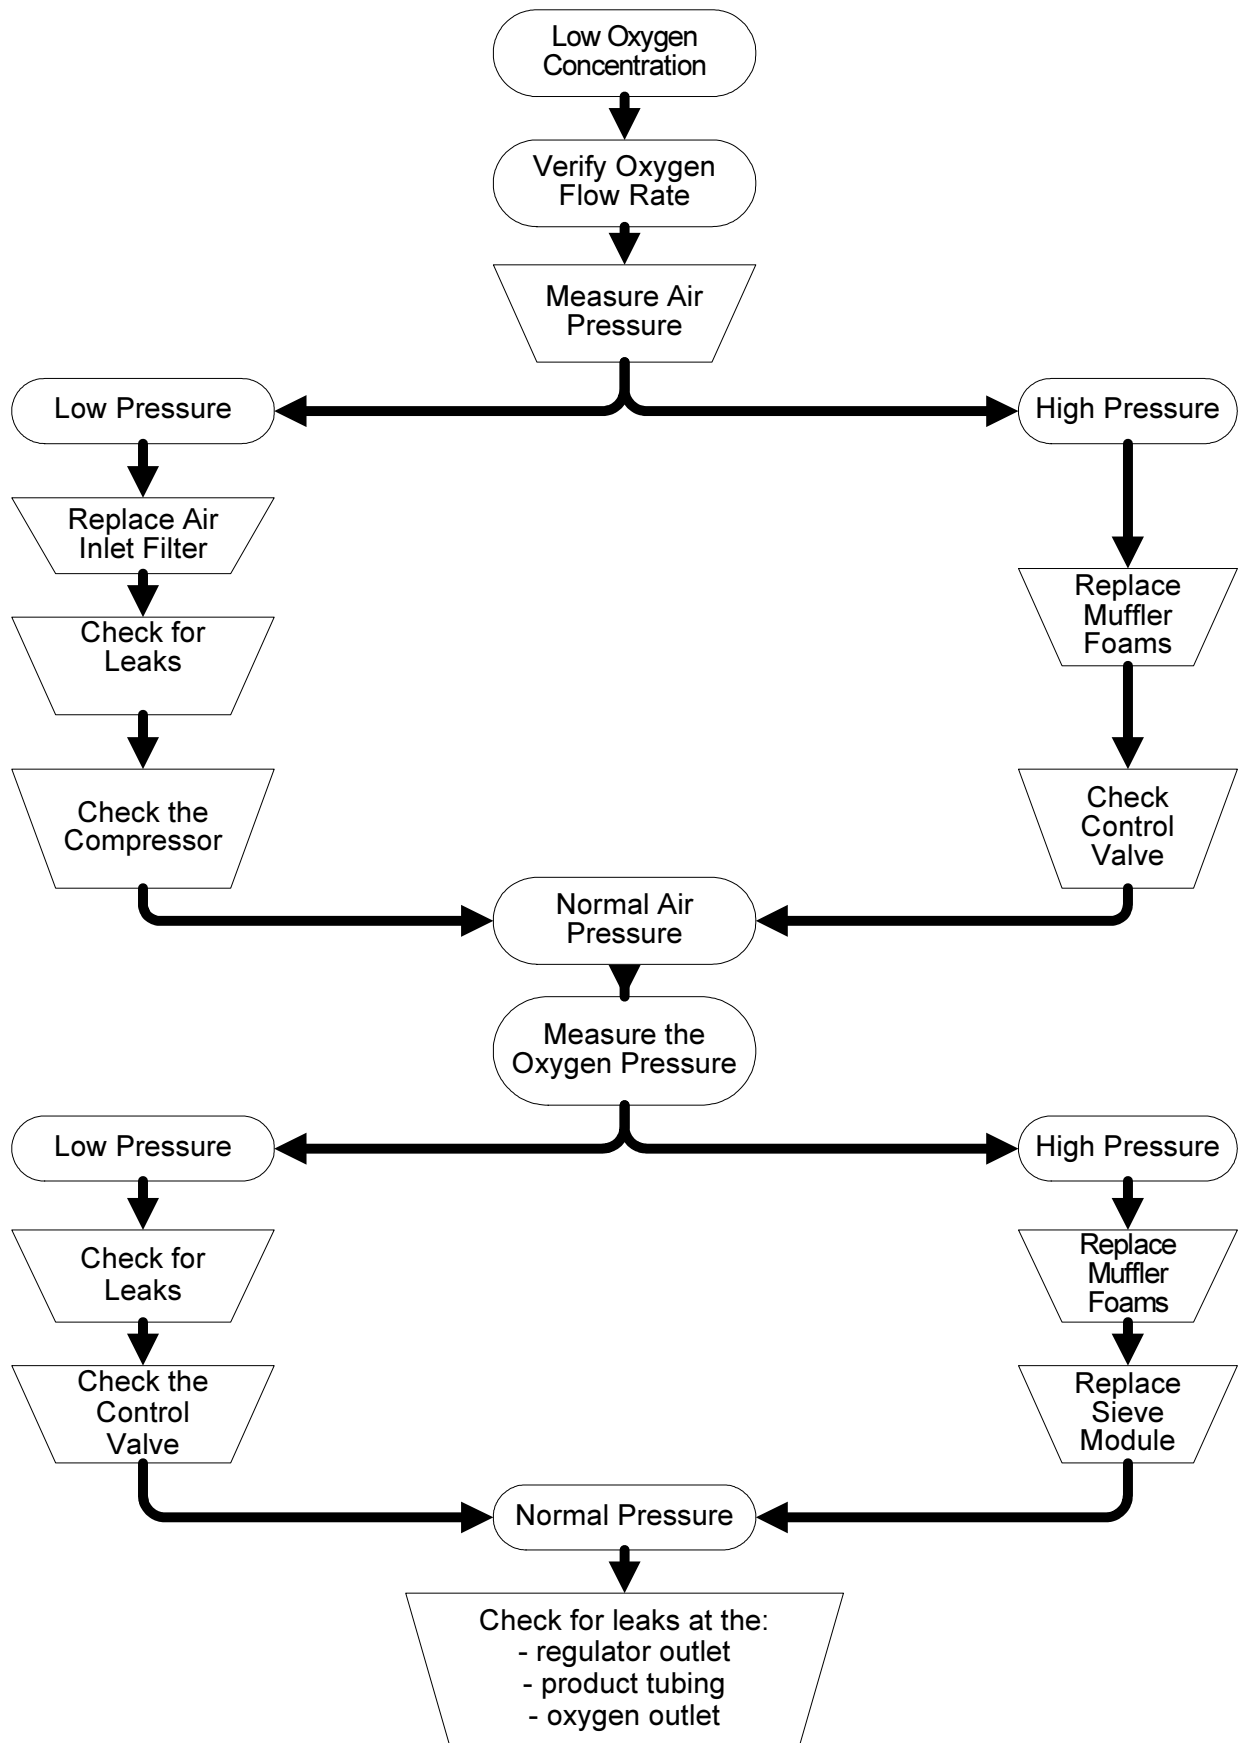 Low Oxygen
Concentration
Verify Oxygen
Flow Rate
Measure Air
Pressure
Low Pressure
High Pressure
Replace Air
Inlet Filter
Check for
Leaks
Check the
Compressor
Replace
Muffler
Foams
Check
Control
Valve
Normal Air
Pressure
Measure the
Oxygen Pressure
Low Pressure
High Pressure
Check for
Leaks
Check the
Control
Valve
Replace
Muffler
Foams
Replace
Sieve
Module
Normal Pressure
Check for leaks at the:
- regulator outlet
- product tubing
- oxygen outlet